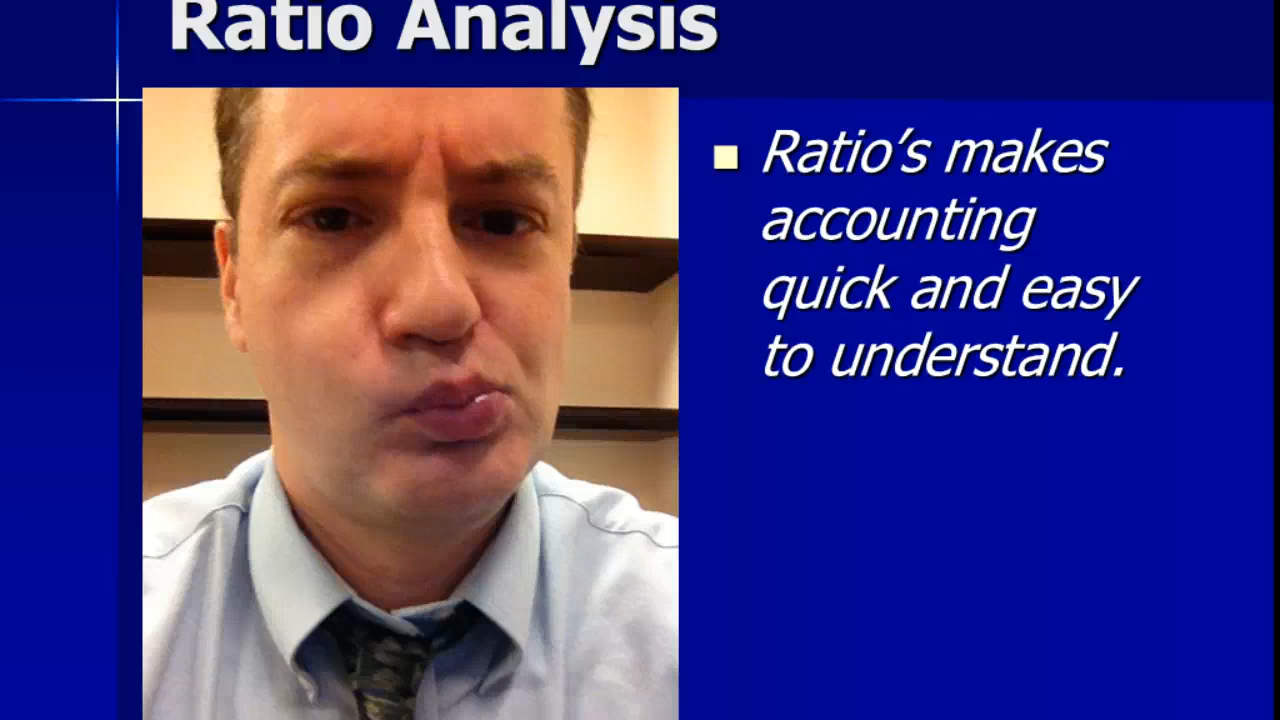 Ratio Analysis
Ratio's makes
accounting
quick and easy
to understand.